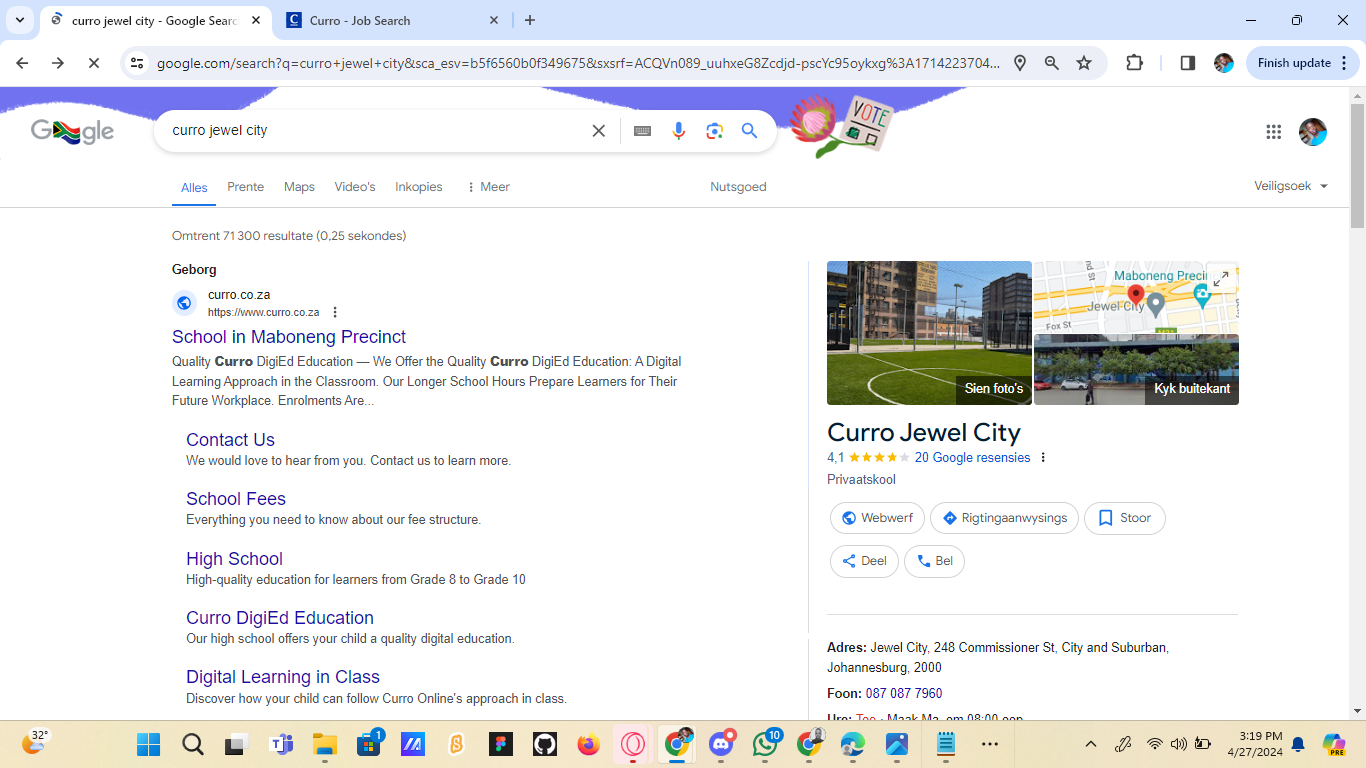 curro jewel city - Google Searc
Curro - Job Search
google.com/search?q=curro+jewel+city&sca_esv=b5f6560b0f349675&sxsrf=ACQVn089_uuhxeG8Zcdjd-pscYc95oykxg%3A1714223704...
Finish update
Google
curro jewel city
VOTE
Alles
Prente
Maps
Video's
Inkopies
Meer
Nutsgoed
Veiligsoek
Omtrent 71 300 resultate (0,25 sekondes)
Geborg
curro.co.za
https://www.curro.co.za
School in Maboneng Precinct
Quality Curro DigiEd Education — We Offer the Quality Curro DigiEd Education: A Digital
Learning Approach in the Classroom. Our Longer School Hours Prepare Learners for Their
Future Workplace. Enrolments Are...
Contact Us
We would love to hear from you. Contact us to learn more.
School Fees
Everything you need to know about our fee structure.
High School
High-quality education for learners from Grade 8 to Grade 10
Curro DigiEd Education
Our high school offers your child a quality digital education.
Digital Learning in Class
Discover how your child can follow Curro Online's approach in class.
Sien foto's
Maboneng Preci
Jewel City
Fox St
M31
Kyk buitekant
Curro Jewel City
4,1
20 Google resensies
Privaatskool
Webwerf
Rigtingaanwysings
Stoor
Deel
Bel
Adres: Jewel City, 248 Commissioner St, City and Suburban,
Johannesburg, 2000
Foon: 087 087 7960
Ure: Toe · Maak Ma. om 08:00 oop
32°
1
10
3:19 PM
4/27/2024
PRE